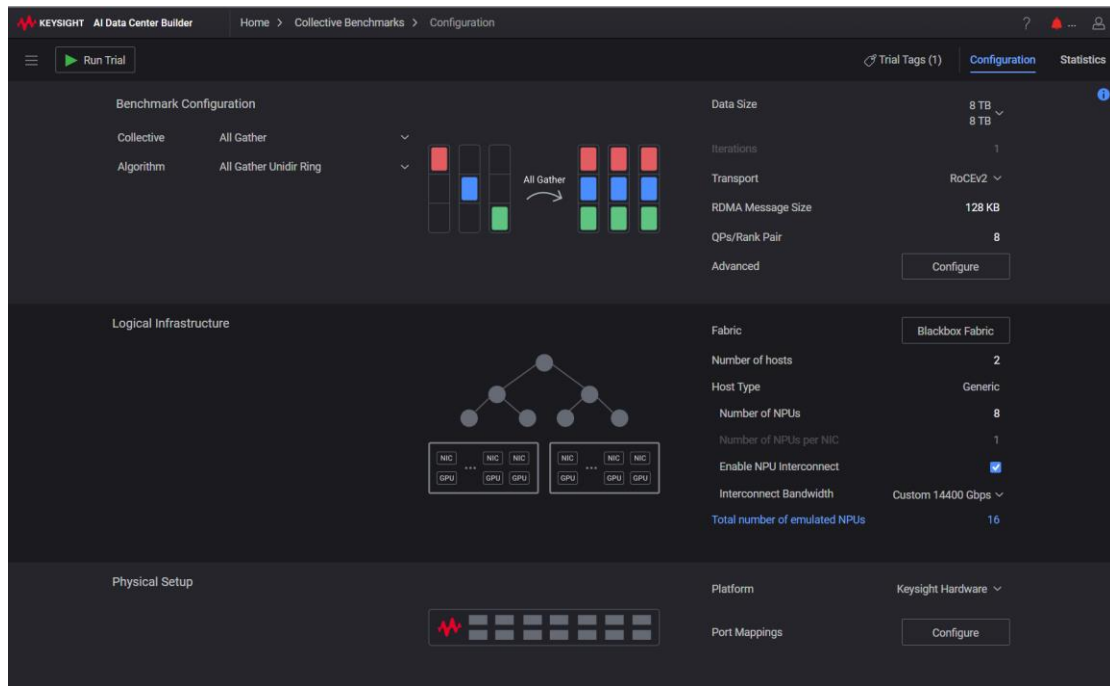 KEYSIGHT AI Data Center Builder Home > Collective Benchmarks > Configuration ? ...
Run Trial Trial Tags (1) Configuration Statistics
Benchmark Configuration
Collective All Gather
Algorithm All Gather Unidir Ring
All Gather
Data Size 8 TB
8 TB
Iterations 1
Transport RoCEv2
RDMA Message Size 128 KB
QPs/Rank Pair 8
Advanced Configure
Logical Infrastructure
NIC ... NIC NIC NIC ... NIC NIC
GPU GPU GPU GPU GPU GPU
Fabric Blackbox Fabric
Number of hosts 2
Host Type Generic
Number of NPUs 8
Number of NPUs per NIC 1
Enable NPU Interconnect
Interconnect Bandwidth Custom 14400 Gbps
Total number of emulated NPUs 16
Physical Setup
Platform Keysight Hardware
Port Mappings Configure